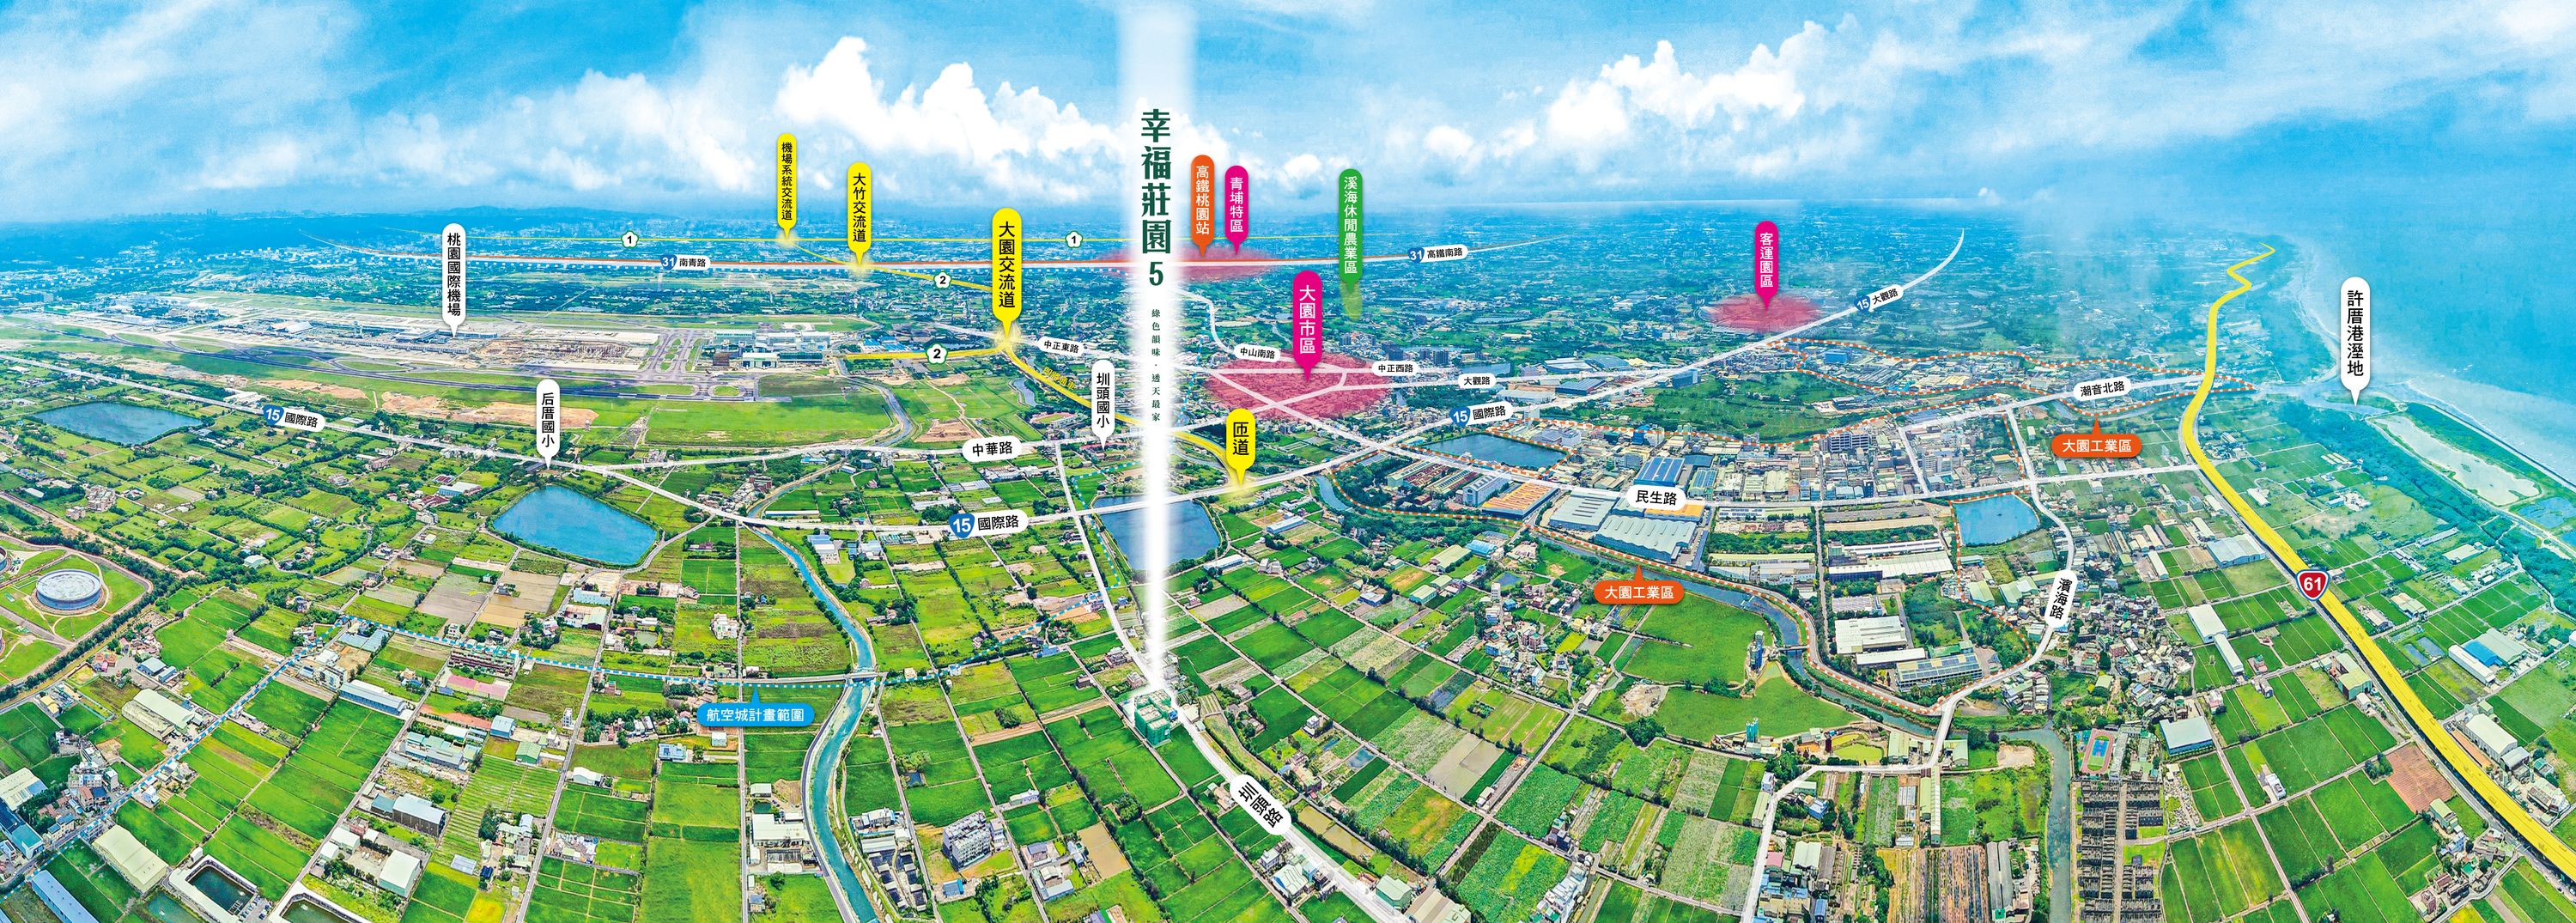 幸福莊園5
綠色韻味·透天最家
機場系統交流道
大竹交流道
大園交流道
高鐵桃園站
青埔特區
溪海休閒農業區
客運園區
桃園國際機場
許厝港溼地
1
1
31 南青路
31 高鐵南路
2
2
15 大觀路
大園市區
中正東路
中山南路
中正西路
大觀路
圳頭國小
后厝國小
15 國際路
15 國際路
潮音北路
大園工業區
匝道
中華路
民生路
15 國際路
大園工業區
濱海路
61
航空城計畫範圍
圳頭路